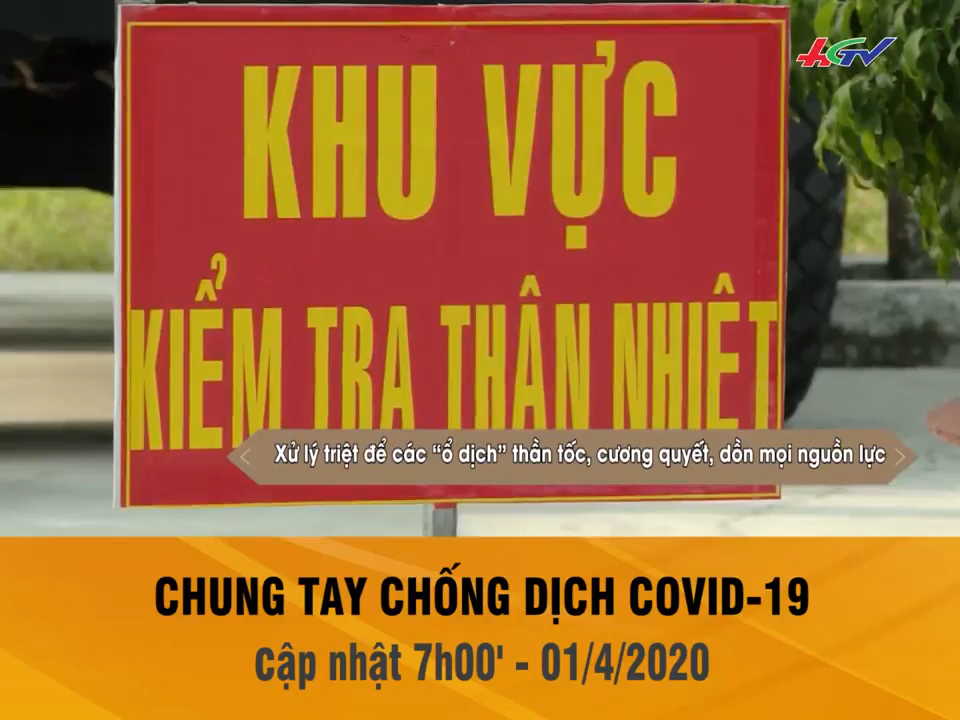 HGTV
KHU VỰC
KIỂM TRA THÂN NHIỆT
Xử lý triệt để các “ổ dịch” thần tốc, cương quyết, dồn mọi nguồn lực
CHUNG TAY CHỐNG DỊCH COVID-19
cập nhật 7h00' - 01/4/2020